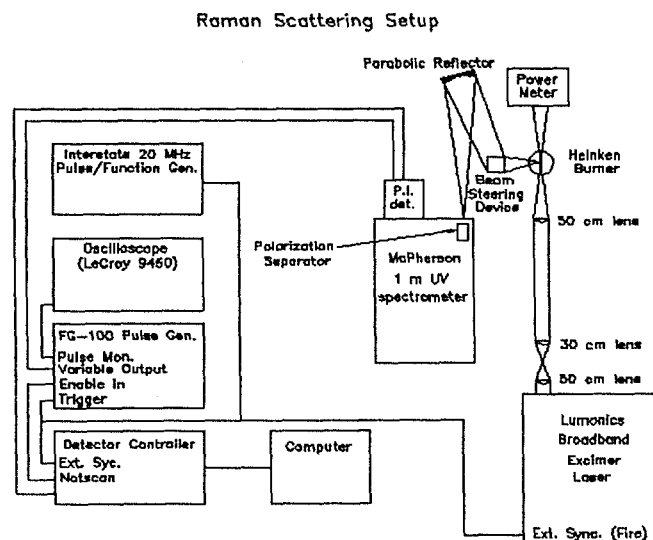 Raman Scattering Setup
Parabolic Reflector
Power
Meter
Interstate 20 MHz
Pulse/Function Gen.
Heinken
Burner
P.I.
det.
Beam
Steering
Device
50 cm lens
Oscilloscope
(LeCroy 9450)
Polarization
Separator
McPherson
1 m UV
spectrometer
FG-100 Pulse Gen.
Pulse Mon.
Variable Output
Enable In
Trigger
30 cm lens
50 cm lens
Detector Controller
Ext. Syc.
Notscan
Computer
Lumonics
Broadband
Excimer
Laser
Ext. Sync. (Fire)